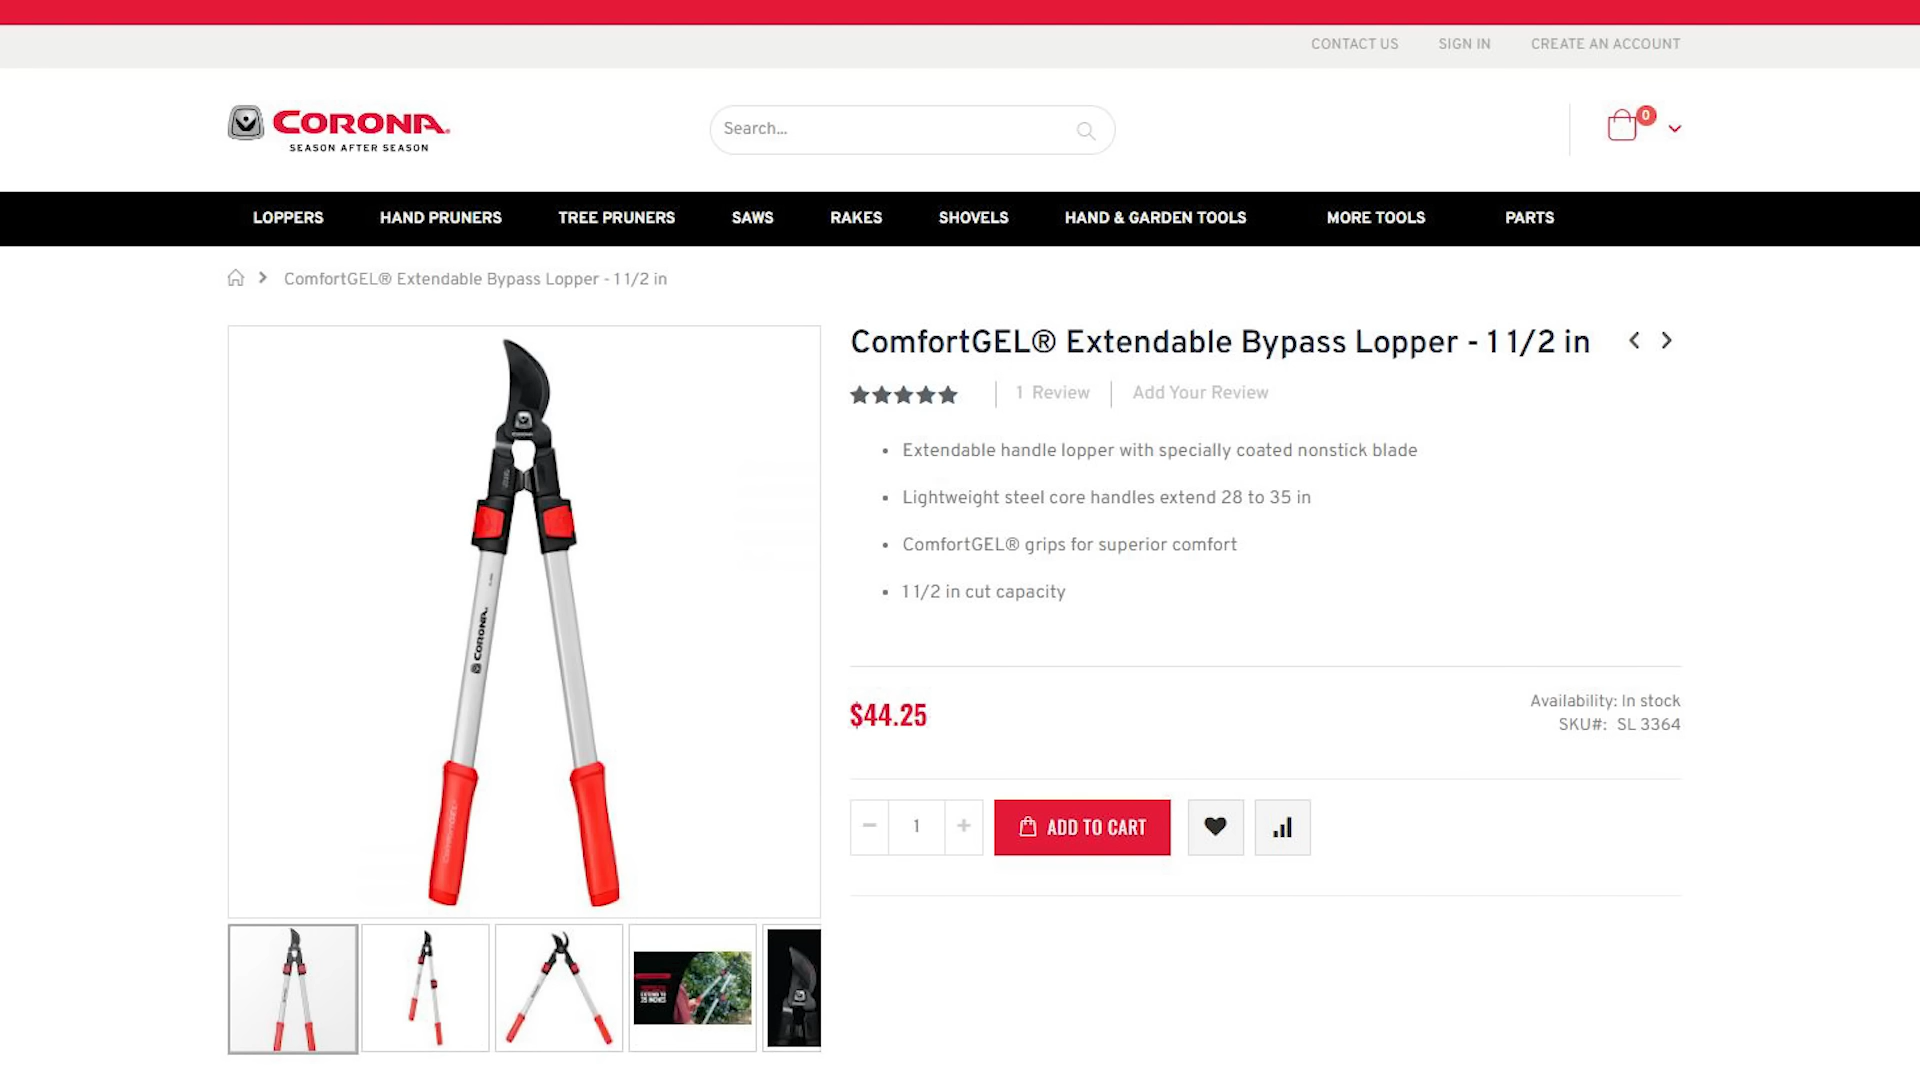 CONTACT US SIGN IN CREATE AN ACCOUNT
CORONA®
SEASON AFTER SEASON
Search...
0
LOPPERS HAND PRUNERS TREE PRUNERS SAWS RAKES SHOVELS HAND & GARDEN TOOLS MORE TOOLS PARTS
ComfortGEL® Extendable Bypass Lopper - 1 1/2 in
ComfortGEL® Extendable Bypass Lopper - 1 1/2 in
1 Review Add Your Review
Extendable handle lopper with specially coated nonstick blade
Lightweight steel core handles extend 28 to 35 in
ComfortGEL® grips for superior comfort
1 1/2 in cut capacity
CORONA
$44.25
Availability: In stock
SKU#: SL 3364
1
ADD TO CART